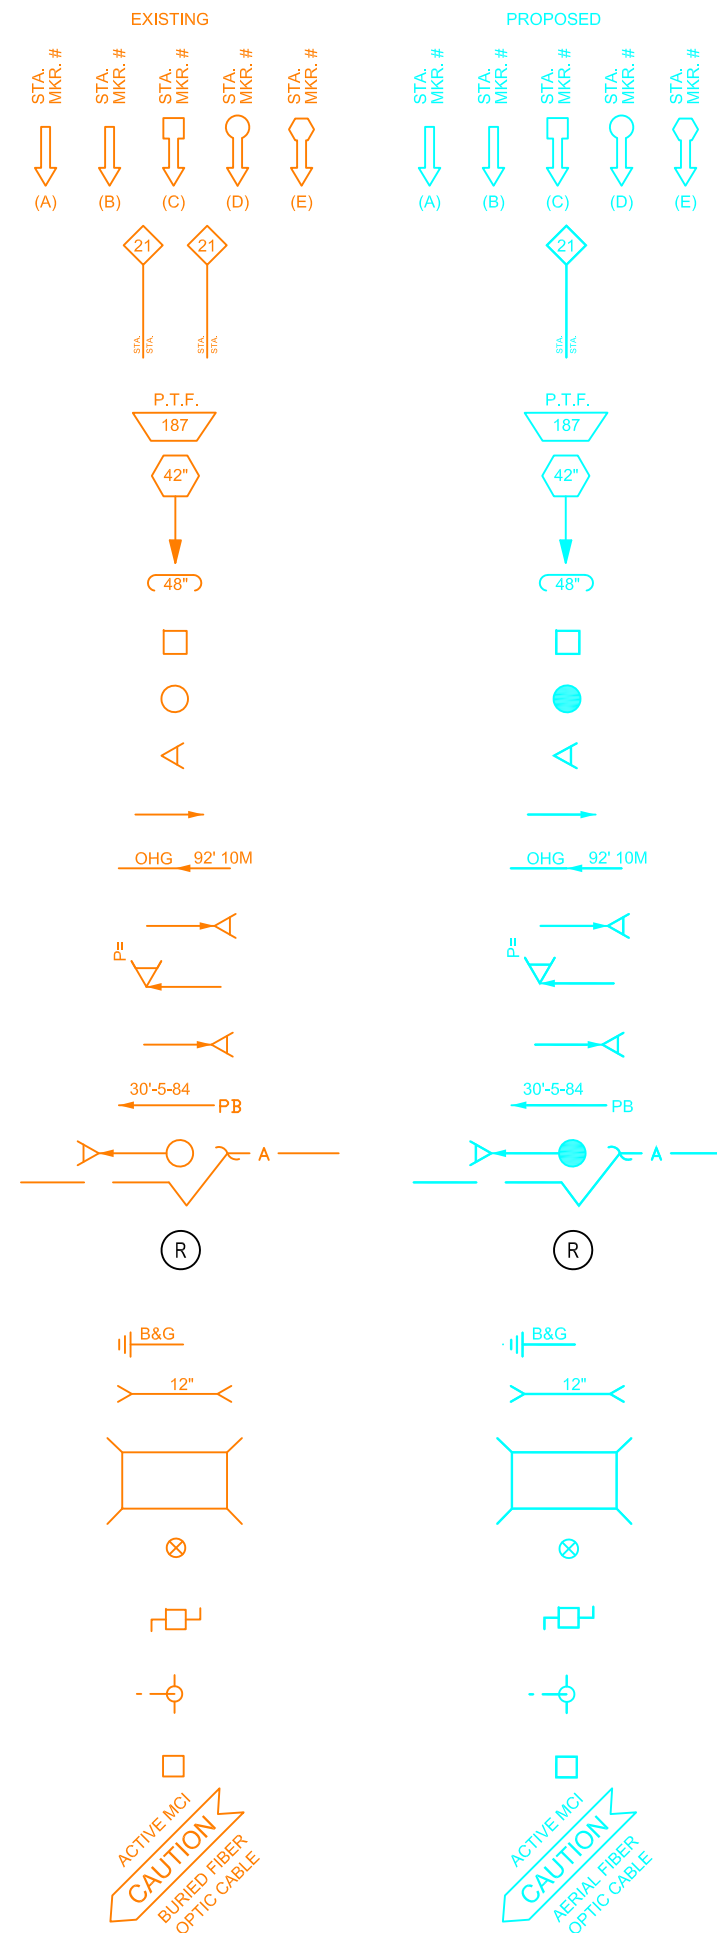 EXISTING
PROPOSED
STA. MKR. #
STA. MKR. #
STA. MKR. #
STA. MKR. #
STA. MKR. #
STA. MKR. #
STA. MKR. #
STA. MKR. #
STA. MKR. #
STA. MKR. #
(A) (B) (C) (D) (E)
(A) (B) (C) (D) (E)
21 21
21
STA. STA. STA. STA.
STA. STA.
P.T.F.
P.T.F.
187
187
42"
42"
48"
48"
OHG 92' 10M
OHG 92' 10M
P=
P=
30'-5-84
PB
30'-5-84
PB
A
A
R
R
B&G
B&G
12"
12"
ACTIVE MCI
CAUTION
BURIED FIBER
OPTIC CABLE
ACTIVE MCI
CAUTION
AERIAL FIBER
OPTIC CABLE